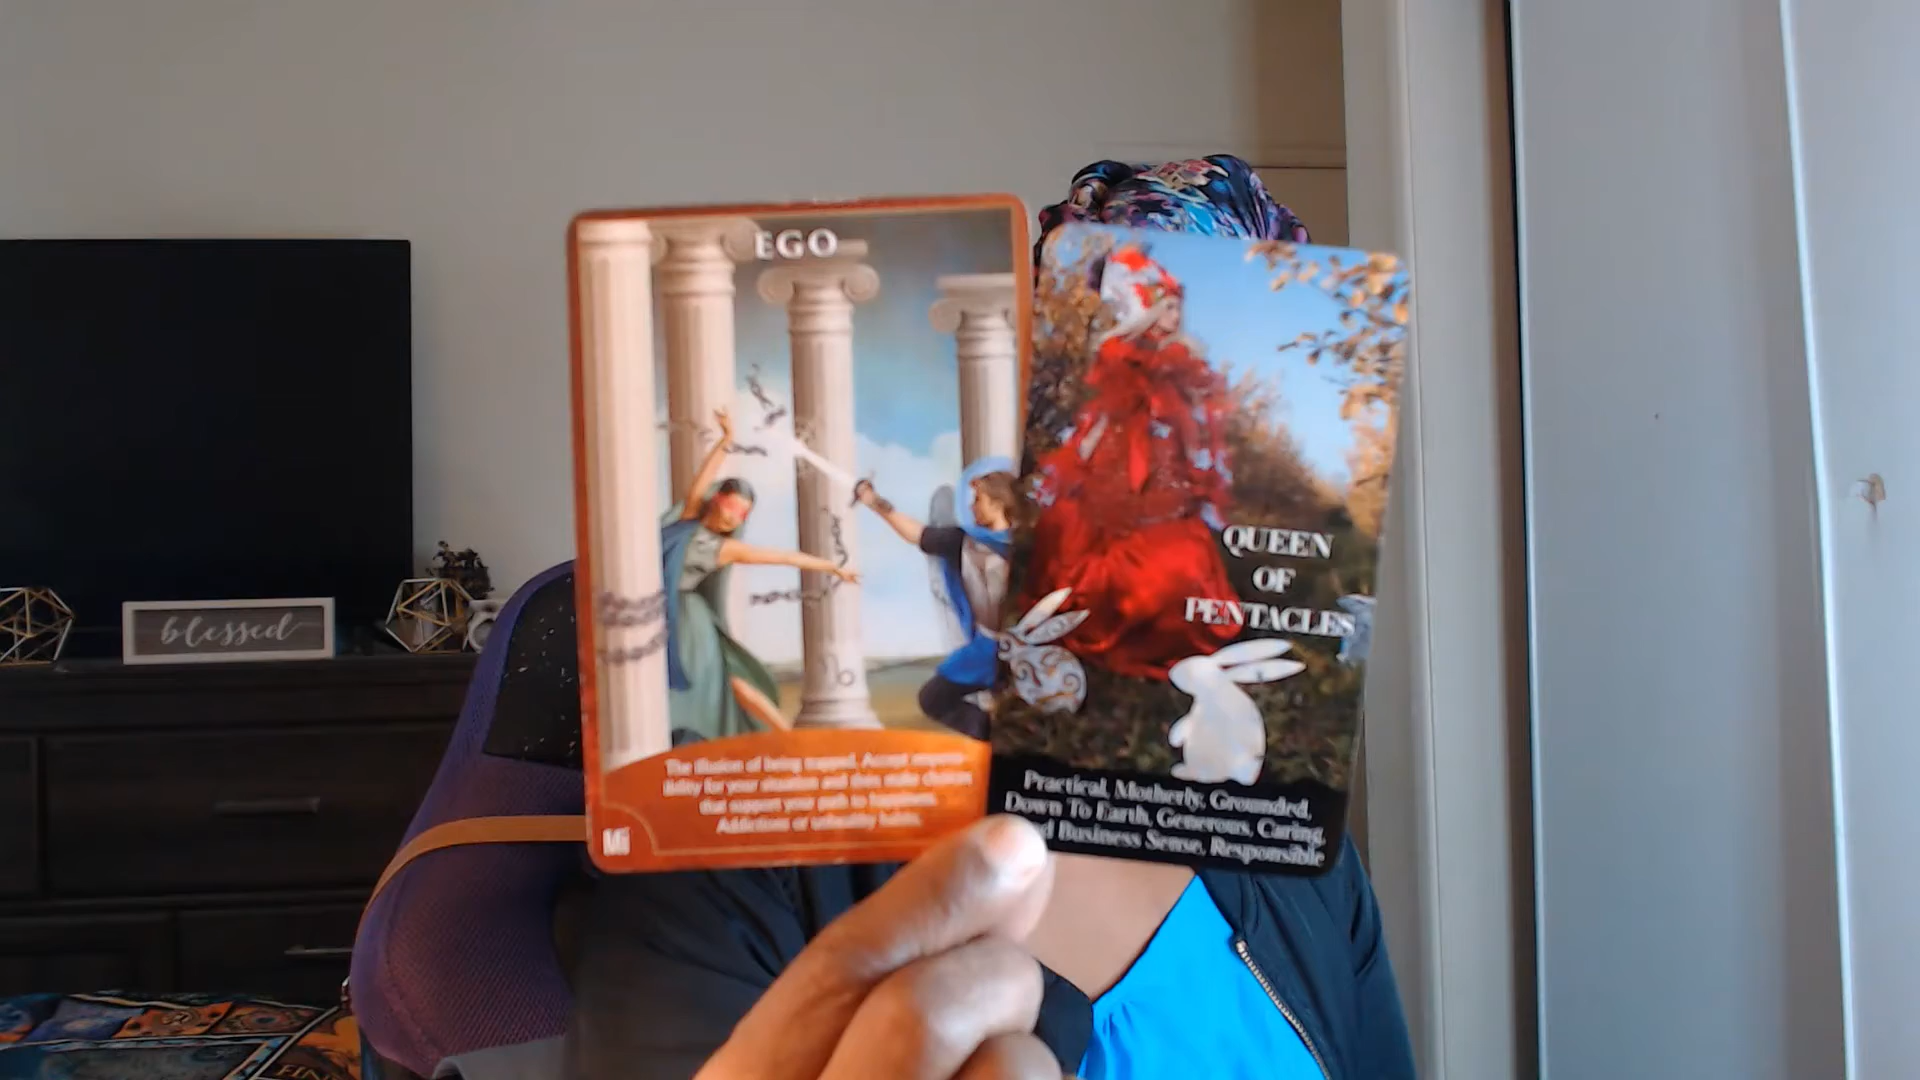 EGO
The illusion of being trapped. Accept responsi-
bility for your situation and then make choices
that support your path to happiness.
Addictions or unhealthy habits.
QUEEN
OF
PENTACLES
Practical, Motherly, Grounded,
Down To Earth, Generous, Caring,
Business Sense, Responsible
blessed